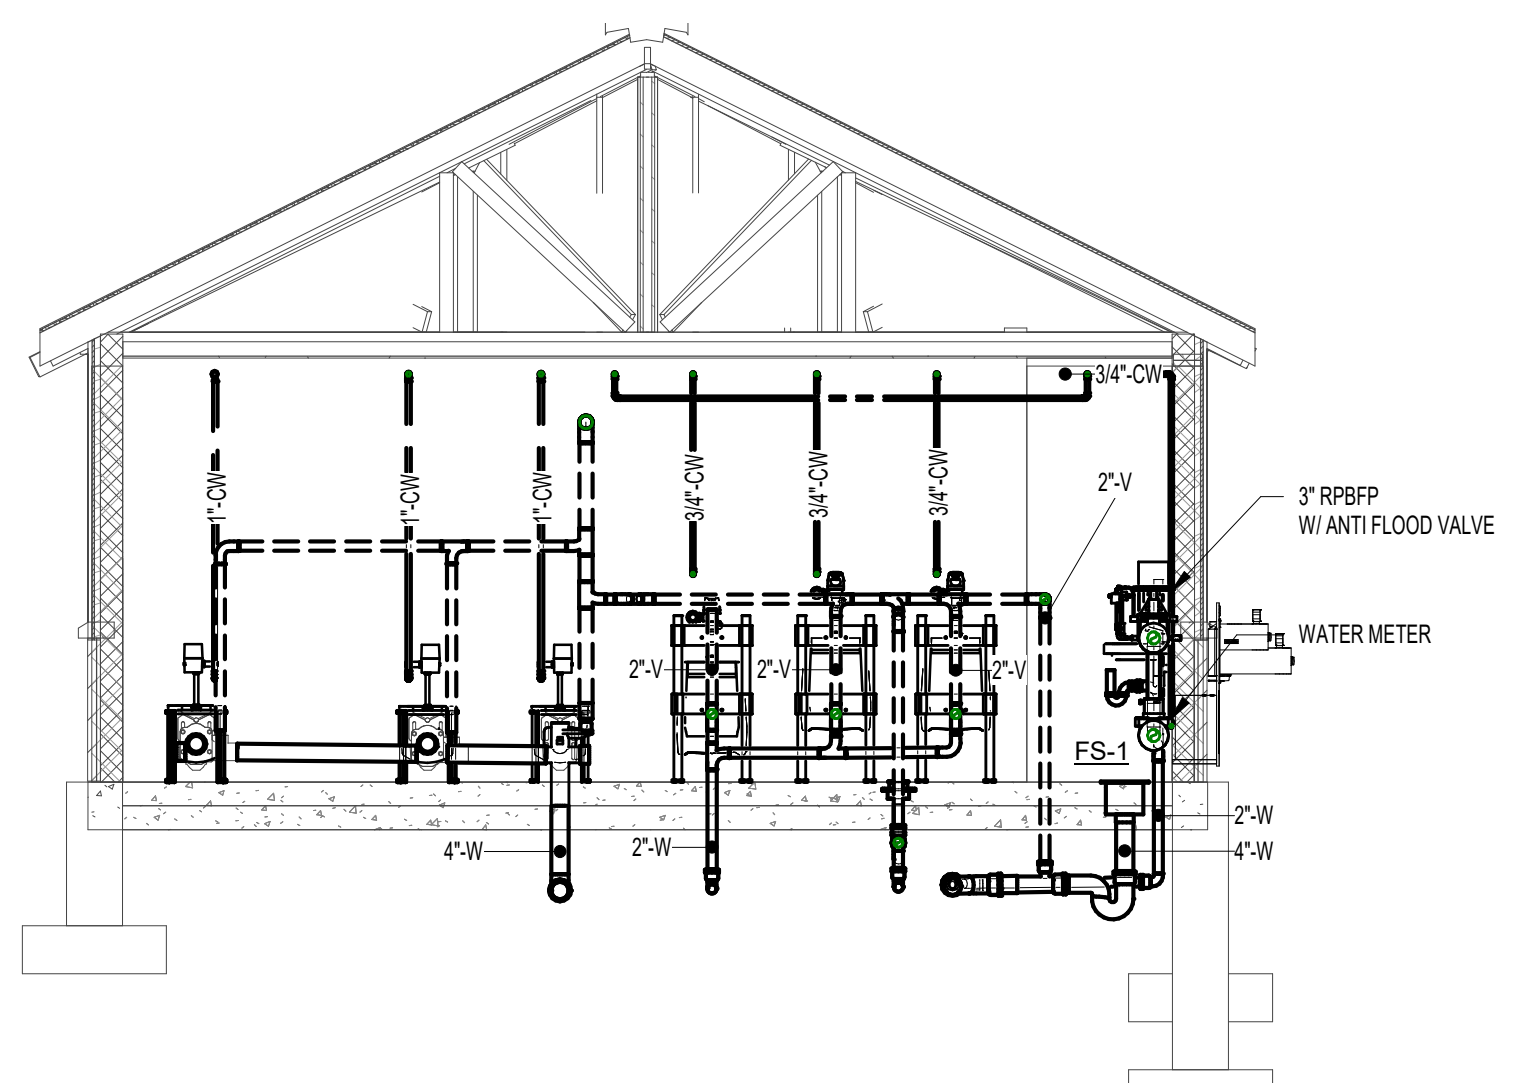 3/4"-CW
1"-CW
1"-CW
1"-CW
3/4"-CW
3/4"-CW
3/4"-CW
2"-V
3" RPBFP
W/ ANTI FLOOD VALVE
WATER METER
2"-V
2"-V
2"-V
FS-1
2"-W
4"-W
2"-W
4"-W